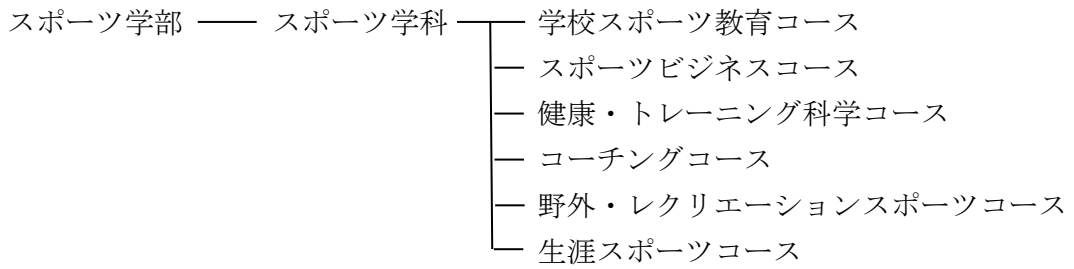 スポーツ学部 スポーツ学科 学校スポーツ教育コース
スポーツビジネスコース
健康・トレーニング科学コース
コーチングコース
野外・レクリエーションスポーツコース
生涯スポーツコース